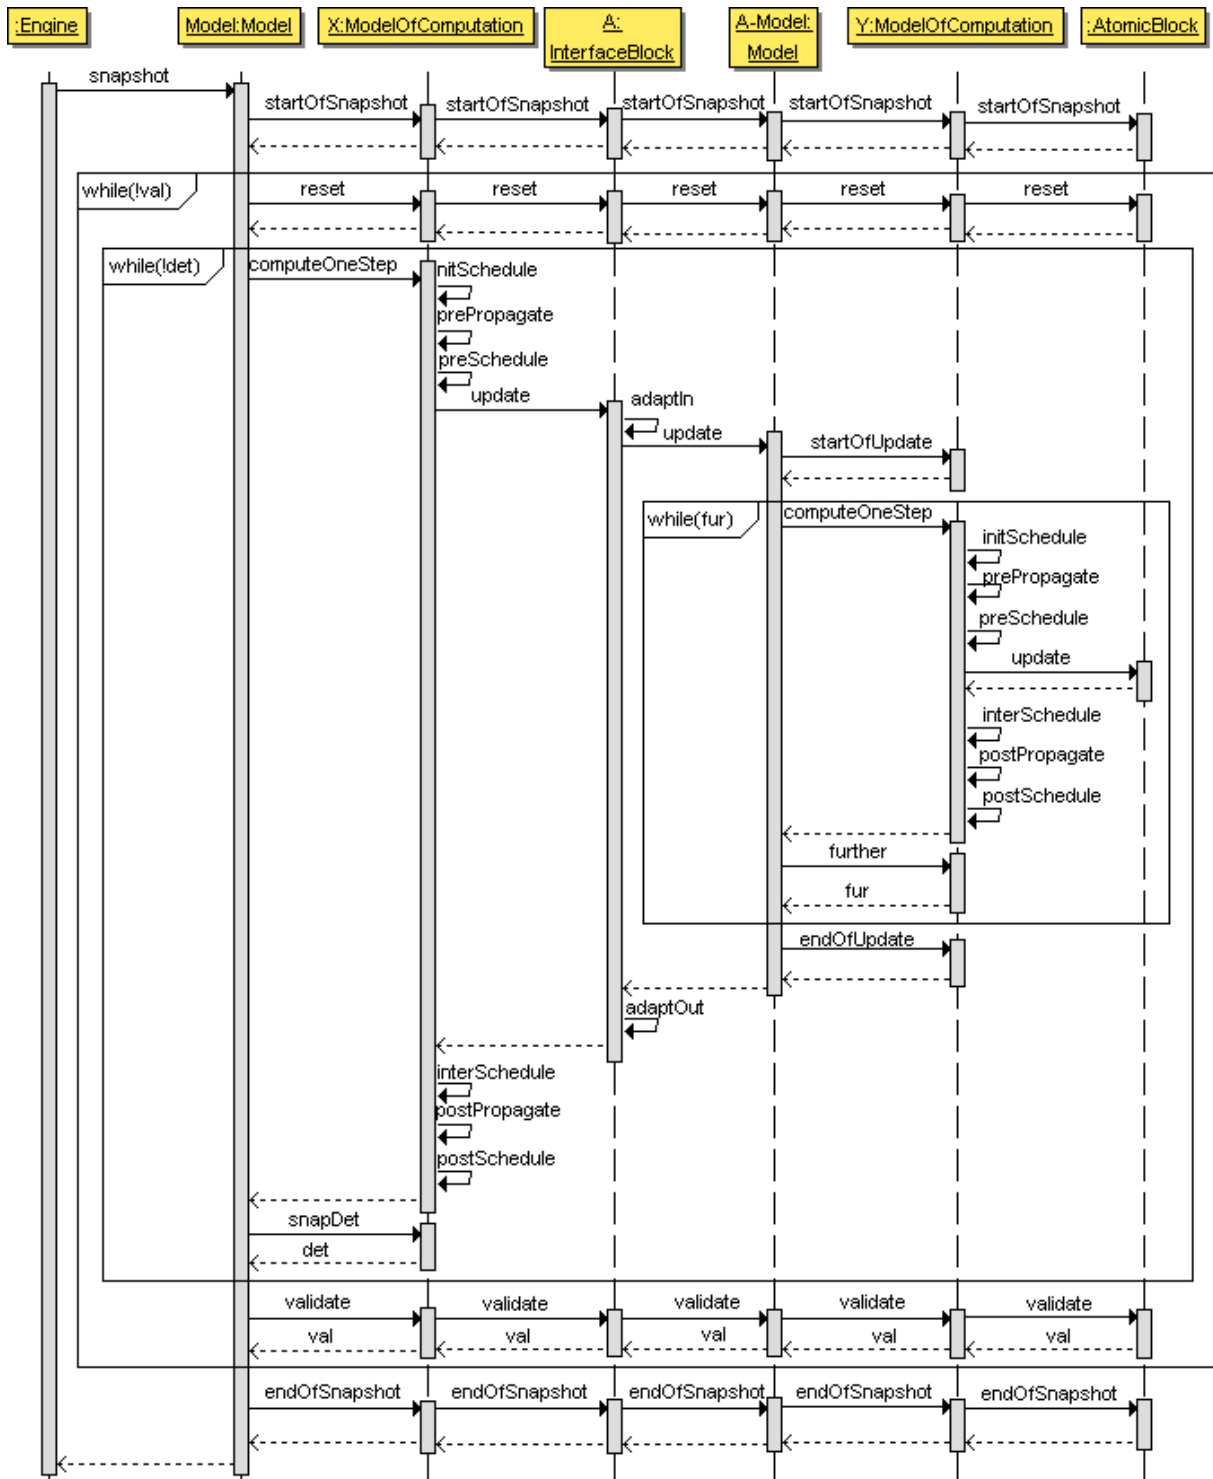 :Engine
Model:Model
X:ModelOfComputation
A:
InterfaceBlock
A-Model:
Model
Y:ModelOfComputation
:AtomicBlock
snapshot
startOfSnapshot
startOfSnapshot
startOfSnapshot
startOfSnapshot
startOfSnapshot
while(!val)
reset
reset
reset
reset
reset
while(!det)
computeOneStep
nitSchedule
prePropagate
preSchedule
update
adaptIn
update
startOfUpdate
while(fur)
computeOneStep
initSchedule
prePropagate
preSchedule
update
interSchedule
postPropagate
postSchedule
further
fur
endOfUpdate
adaptOut
interSchedule
postPropagate
postSchedule
snapDet
det
validate
validate
validate
validate
validate
val
val
val
val
val
endOfSnapshot
endOfSnapshot
endOfSnapshot
endOfSnapshot
endOfSnapshot